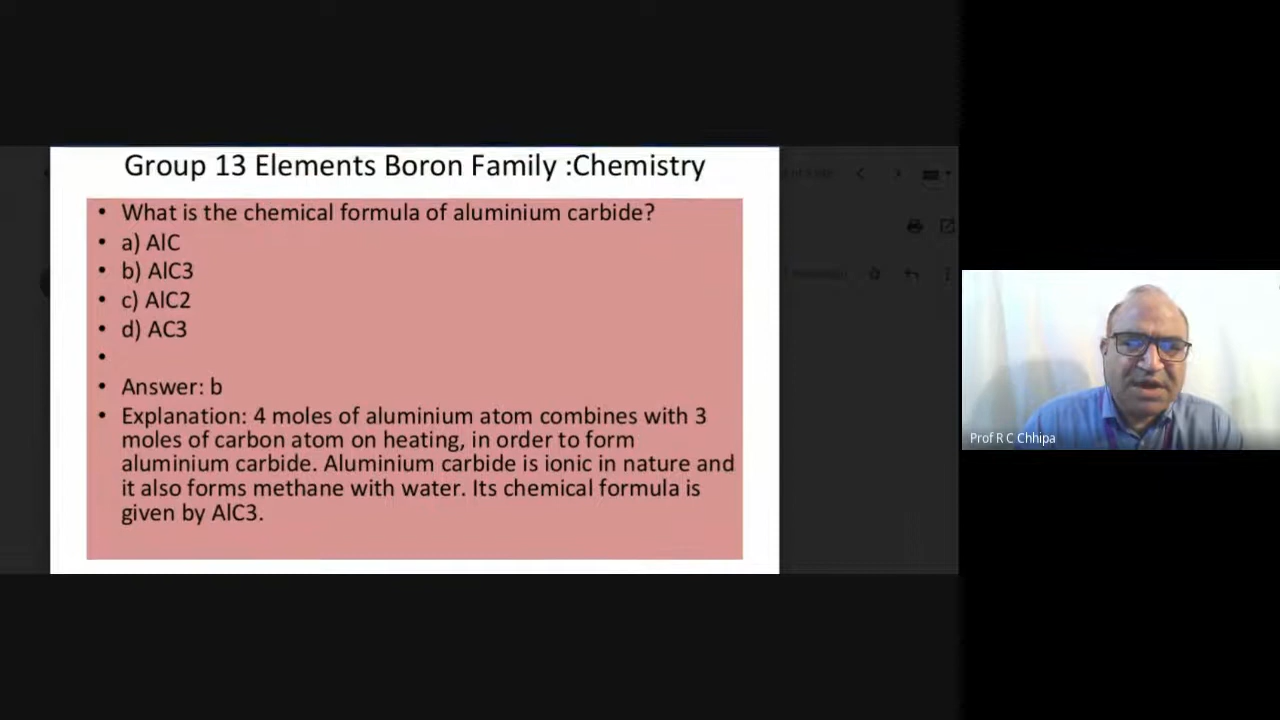 Group 13 Elements Boron Family :Chemistry
• What is the chemical formula of aluminium carbide?
• a) AlC
• b) AlC3
• c) AlC2
• d) AC3
•
• Answer: b
• Explanation: 4 moles of aluminium atom combines with 3
moles of carbon atom on heating, in order to form
aluminium carbide. Aluminium carbide is ionic in nature and
it also forms methane with water. Its chemical formula is
given by AlC3.
Prof R C Chhipa